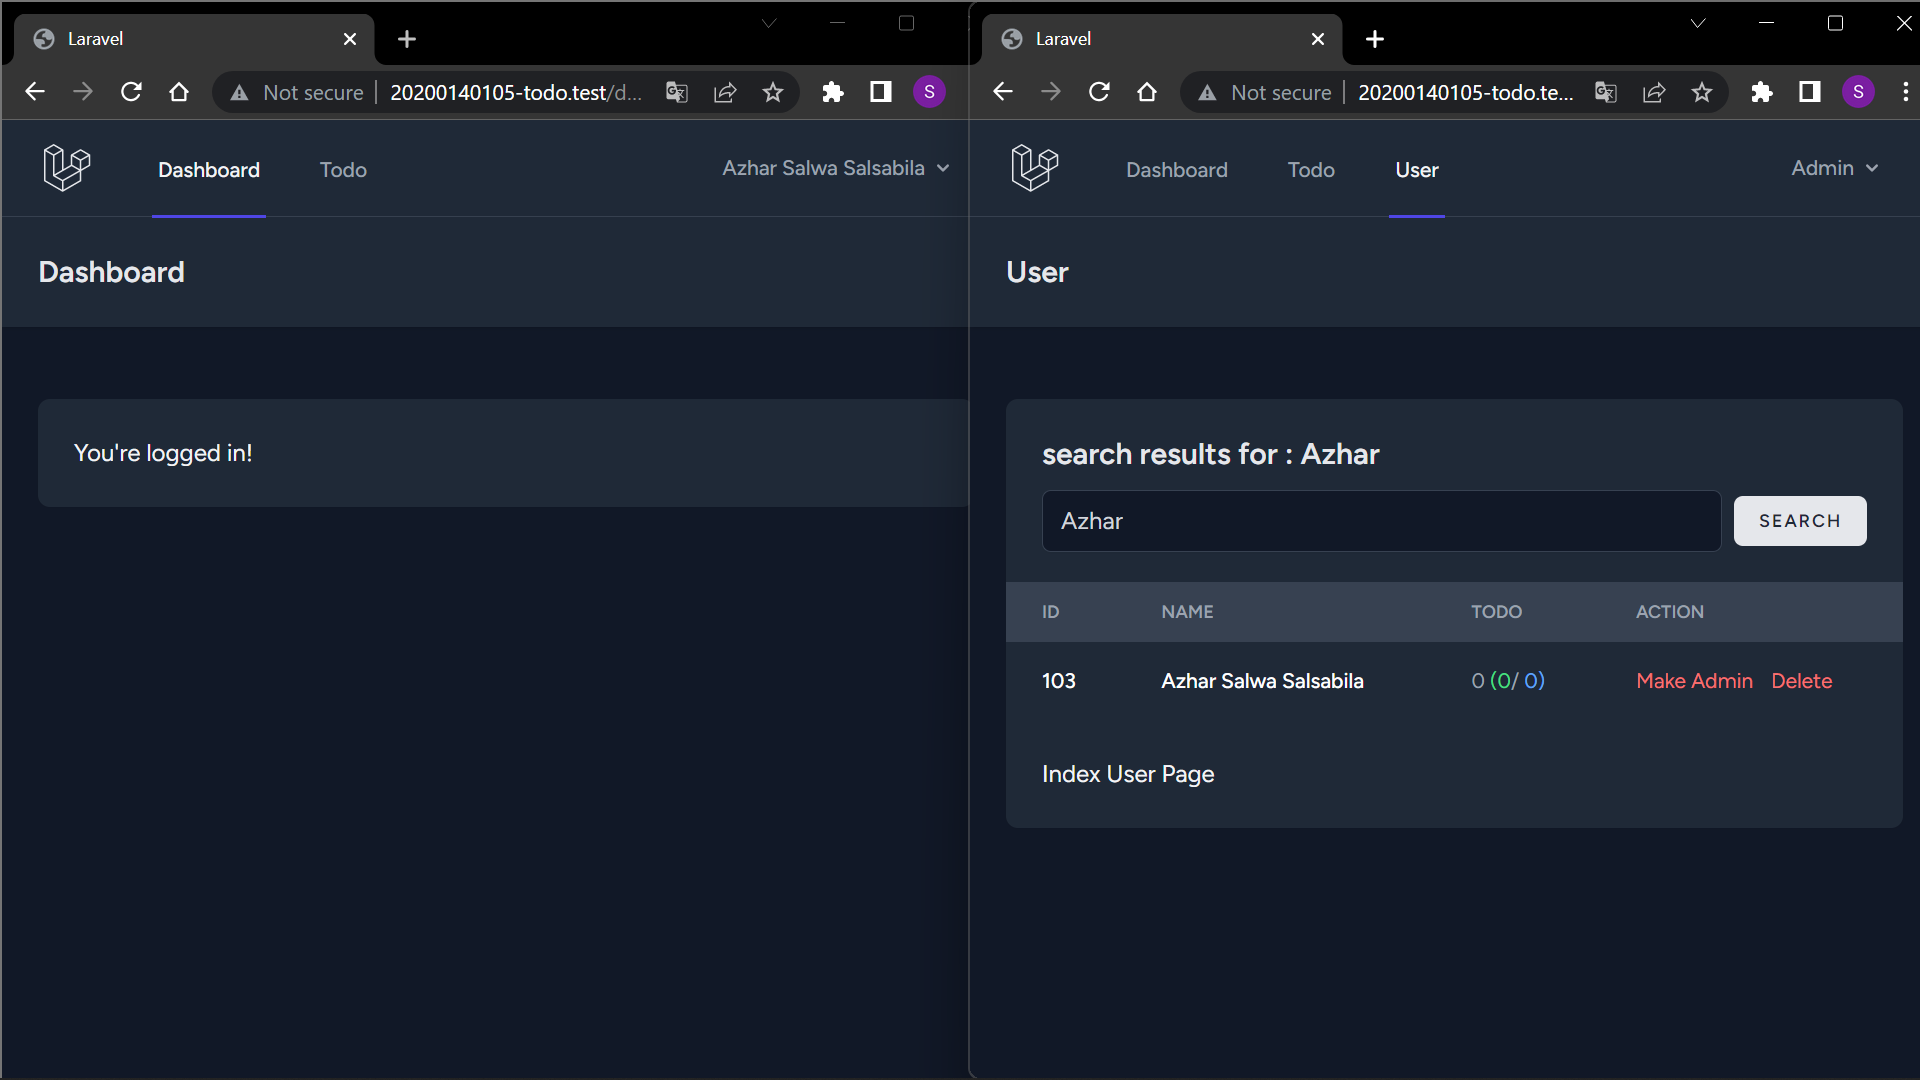 Laravel
Not secure 20200140105-todo.test/d...
S
Dashboard Todo Azhar Salwa Salsabila
Dashboard
You're logged in!
Laravel
Not secure 20200140105-todo.te...
S
Dashboard Todo User Admin
User
search results for : Azhar
Azhar SEARCH
ID NAME TODO ACTION
103 Azhar Salwa Salsabila 0 (0/ 0) Make Admin Delete
Index User Page